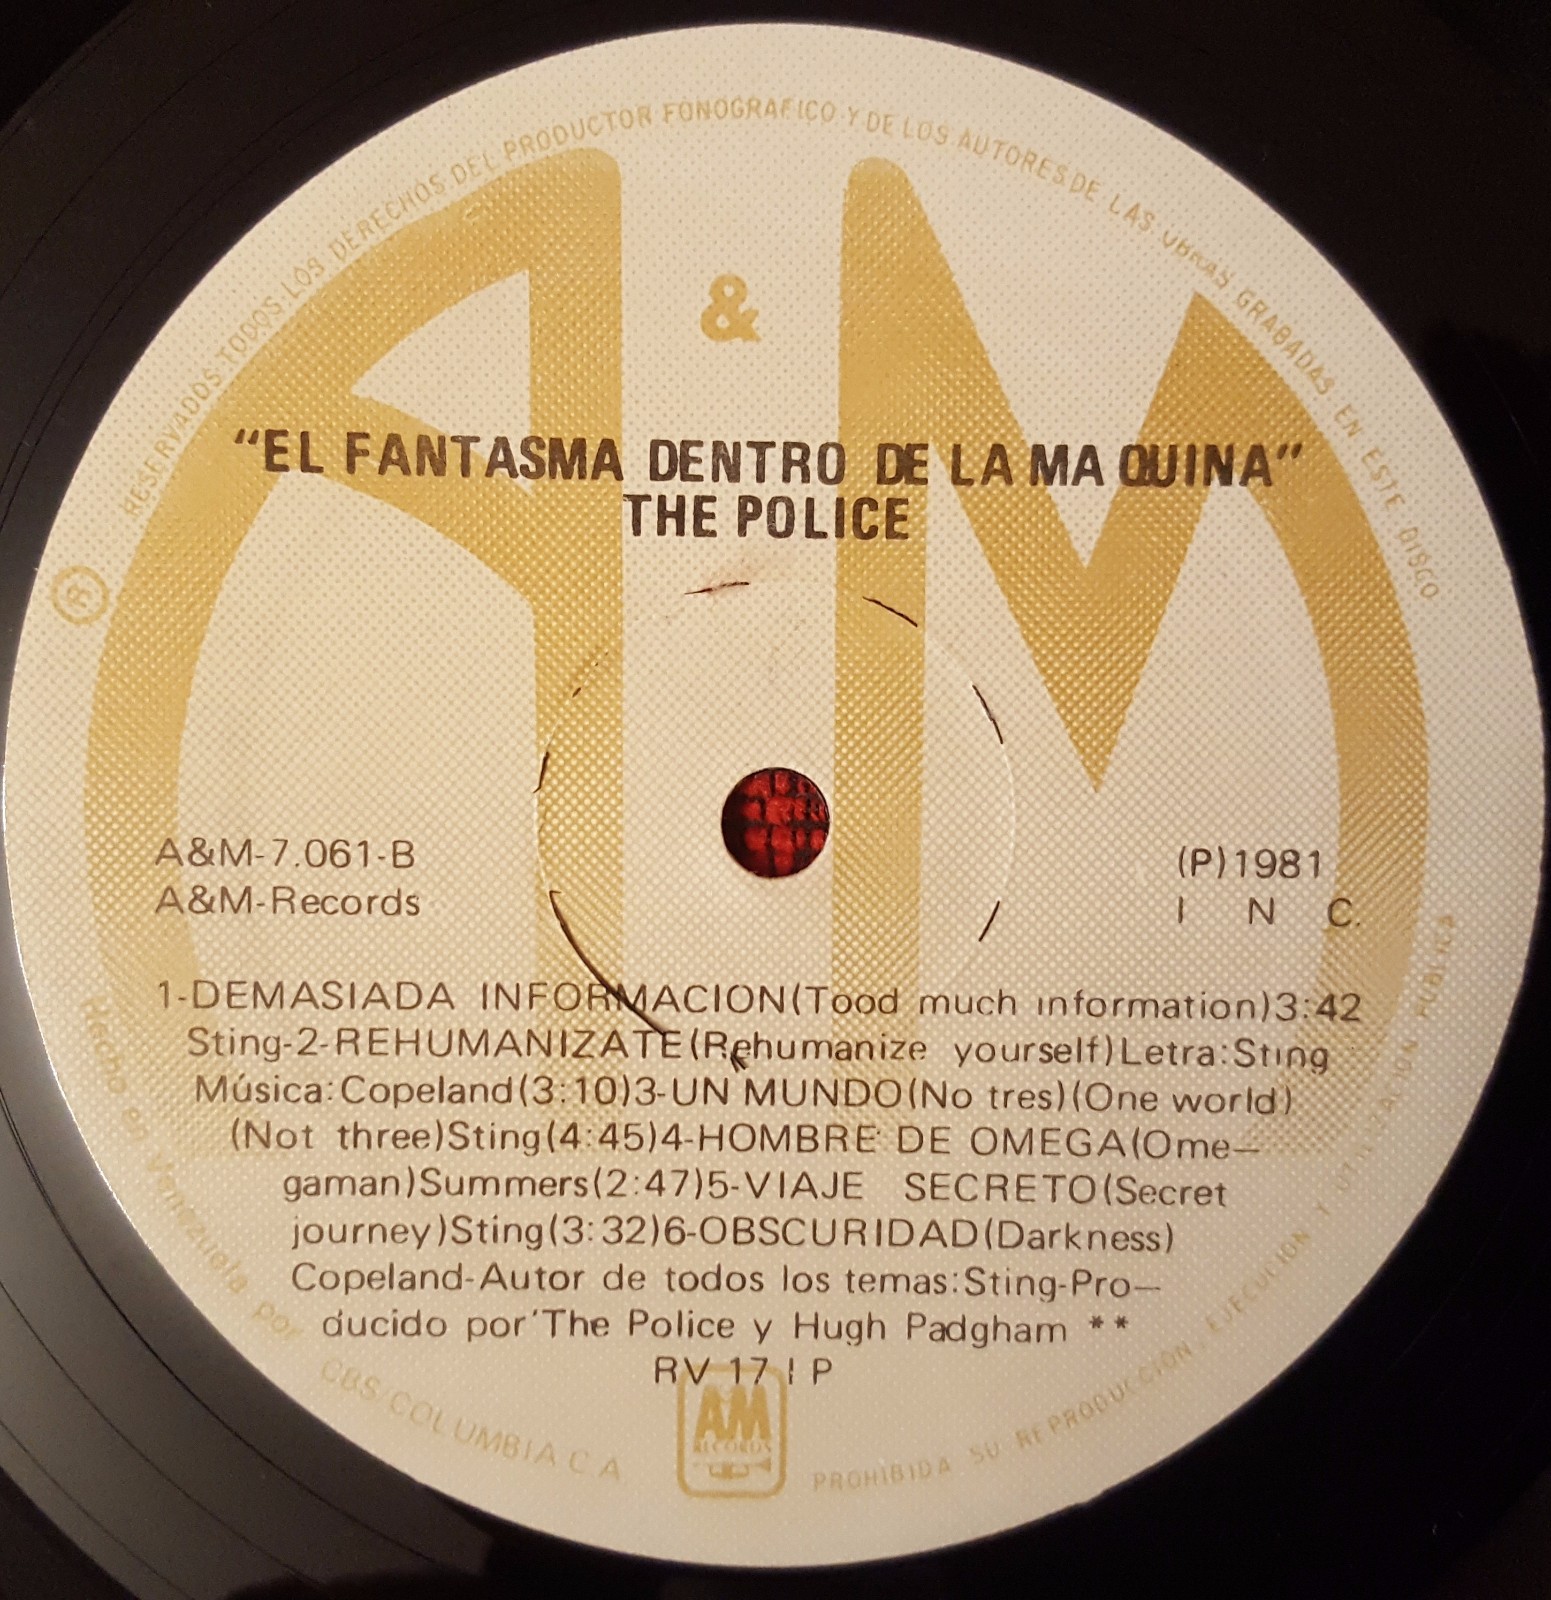 RESERVADOS TODOS LOS DERECHOS DEL PRODUCTOR FONOGRAFICO Y DE LOS AUTORES DE LAS OBRAS GRABADAS EN ESTE DISCO
&
"EL FANTASMA DENTRO DE LA MAQUINA"
THE POLICE
®
A&M-7.061-B
A&M-Records
(P)1981
I N C.
1-DEMASIADA INFORMACION(Tood much information)3:42
Sting-2-REHUMANIZATE(Rehumanize yourself)Letra:Sting
Música:Copeland(3:10)3-UN MUNDO(No tres)(One world)
(Not three)Sting(4:45)4-HOMBRE DE OMEGA(Ome—
gaman)Summers(2:47)5-VIAJE SECRETO(Secret
journey)Sting(3:32)6-OBSCURIDAD(Darkness)
Copeland-Autor de todos los temas:Sting-Pro—
ducido por'The Police y Hugh Padgham **
RV 17 I P
A&M
RECORDS
Hecho en Venezuela por CBS/COLUMBIA C A
PROHIBIDA SU REPRODUCCION, EJECUCION Y UTILIZACION PUBLICA